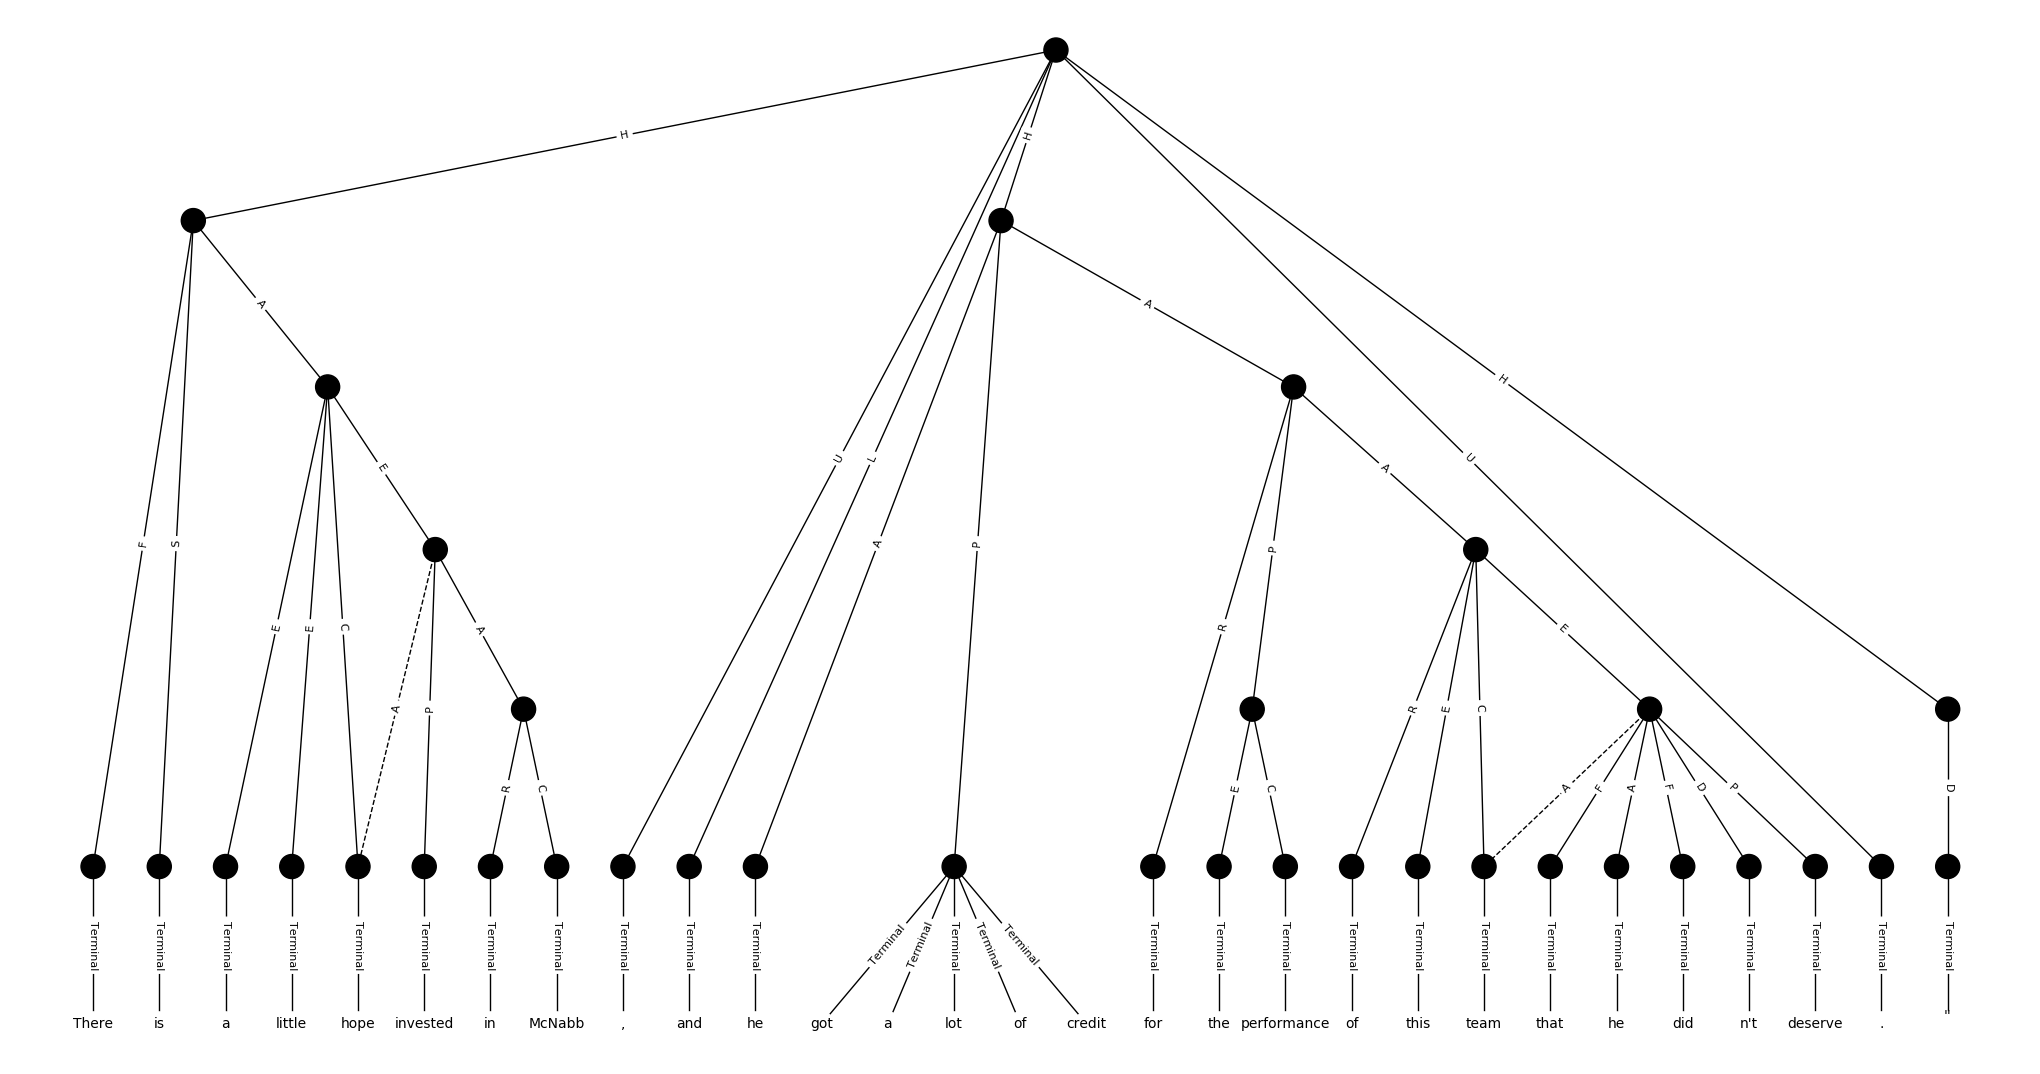 H
H
A
A
H
U
L
E
A
U
F
S
A
P
P
E
E
C
A
R
E
A
P
R
E
C
R
C
E
C
A
F
A
F
D
P
D
Terminal Terminal Terminal Terminal Terminal Terminal Terminal Terminal Terminal Terminal Terminal Terminal Terminal Terminal Terminal Terminal Terminal Terminal Terminal Terminal Terminal Terminal Terminal Terminal Terminal Terminal Terminal Terminal Terminal
There is a little hope invested in McNabb , and he got a lot of credit for the performance of this team that he did n't deserve . "